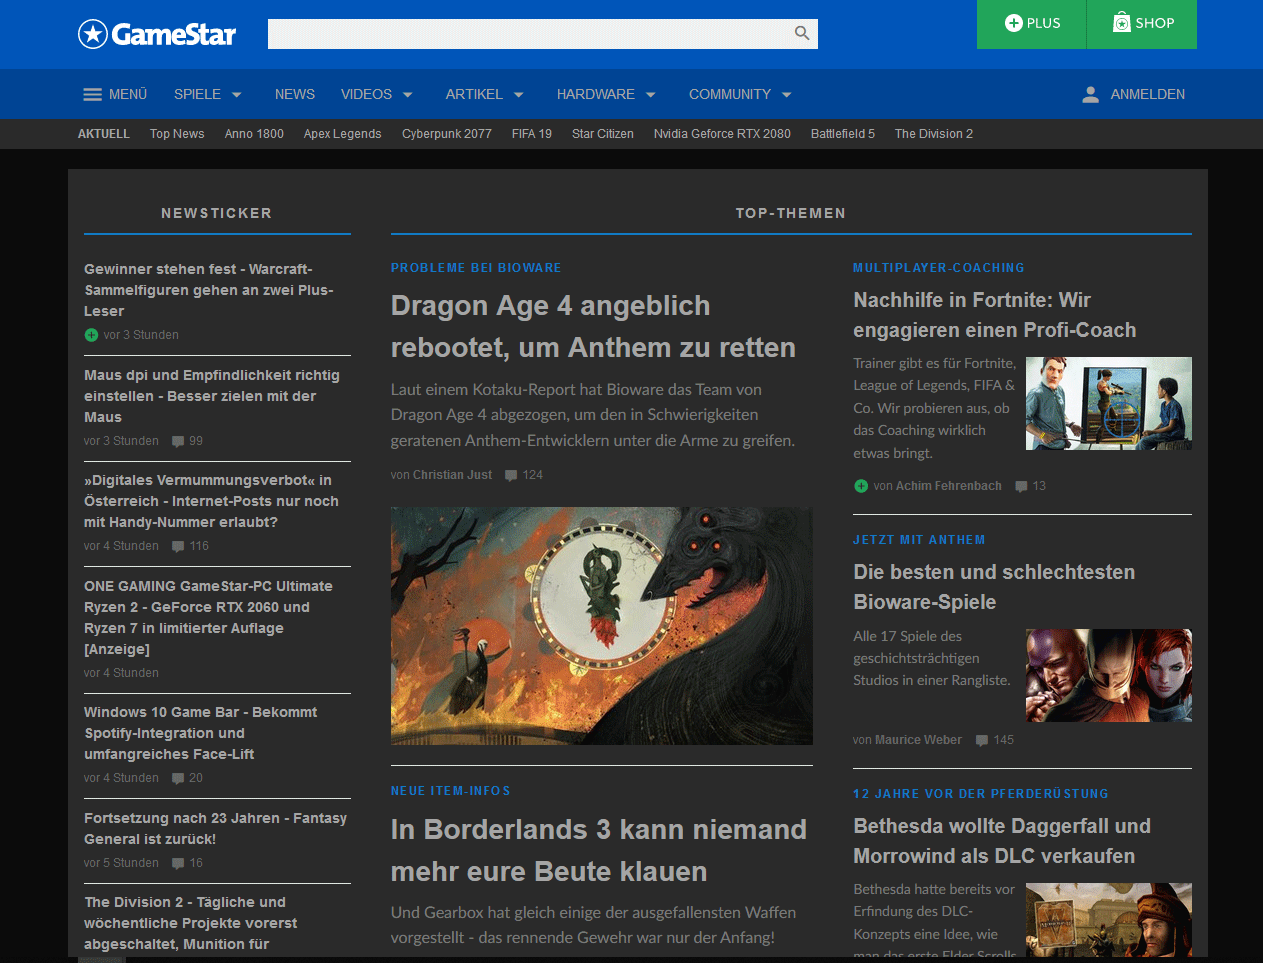 GameStar
PLUS
SHOP
MENÜ SPIELE NEWS VIDEOS ARTIKEL HARDWARE COMMUNITY ANMELDEN
AKTUELL Top News Anno 1800 Apex Legends Cyberpunk 2077 FIFA 19 Star Citizen Nvidia Geforce RTX 2080 Battlefield 5 The Division 2
NEWSTICKER
Gewinner stehen fest - Warcraft-
Sammelfiguren gehen an zwei Plus-
Leser
vor 3 Stunden
Maus dpi und Empfindlichkeit richtig
einstellen - Besser zielen mit der
Maus
vor 3 Stunden 99
»Digitales Vermummungsverbot« in
Österreich - Internet-Posts nur noch
mit Handy-Nummer erlaubt?
vor 4 Stunden 116
ONE GAMING GameStar-PC Ultimate
Ryzen 2 - GeForce RTX 2060 und
Ryzen 7 in limitierter Auflage
[Anzeige]
vor 4 Stunden
Windows 10 Game Bar - Bekommt
Spotify-Integration und
umfangreiches Face-Lift
vor 4 Stunden 20
Fortsetzung nach 23 Jahren - Fantasy
General ist zurück!
vor 5 Stunden 16
The Division 2 - Tägliche und
wöchentliche Projekte vorerst
abgeschaltet, Munition für
TOP-THEMEN
PROBLEME BEI BIOWARE
Dragon Age 4 angeblich
rebootet, um Anthem zu retten
Laut einem Kotaku-Report hat Bioware das Team von
Dragon Age 4 abgezogen, um den in Schwierigkeiten
geratenen Anthem-Entwicklern unter die Arme zu greifen.
von Christian Just 124
NEUE ITEM-INFOS
In Borderlands 3 kann niemand
mehr eure Beute klauen
Und Gearbox hat gleich einige der ausgefallensten Waffen
vorgestellt - das rennende Gewehr war nur der Anfang!
MULTIPLAYER-COACHING
Nachhilfe in Fortnite: Wir
engagieren einen Profi-Coach
Trainer gibt es für Fortnite,
League of Legends, FIFA &
Co. Wir probieren aus, ob
das Coaching wirklich
etwas bringt.
von Achim Fehrenbach 13
JETZT MIT ANTHEM
Die besten und schlechtesten
Bioware-Spiele
Alle 17 Spiele des
geschichtsträchtigen
Studios in einer Rangliste.
von Maurice Weber 145
12 JAHRE VOR DER PFERDERÜSTUNG
Bethesda wollte Daggerfall und
Morrowind als DLC verkaufen
Bethesda hatte bereits vor
Erfindung des DLC-
Konzepts eine Idee, wie
man das erste Elder Scrolls